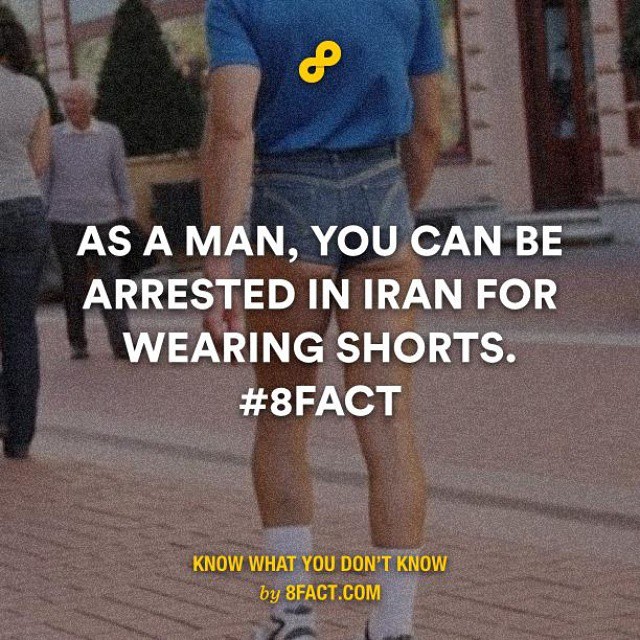 AS A MAN, YOU CAN BE
ARRESTED IN IRAN FOR
WEARING SHORTS.
#8FACT
KNOW WHAT YOU DON'T KNOW
by 8FACT.COM